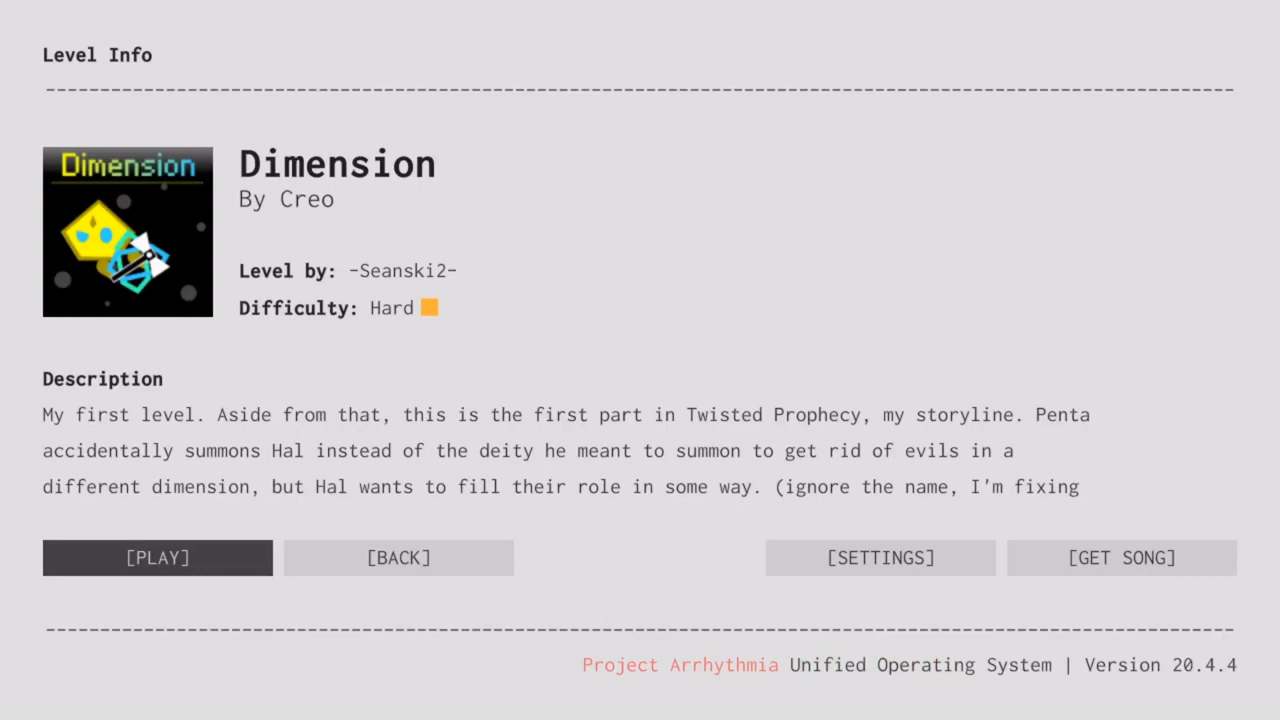 Level Info
Dimension
Dimension
By Creo
Level by: -Seanski2-
Difficulty: Hard
Description
My first level. Aside from that, this is the first part in Twisted Prophecy, my storyline. Penta
accidentally summons Hal instead of the deity he meant to summon to get rid of evils in a
different dimension, but Hal wants to fill their role in some way. (ignore the name, I'm fixing
[PLAY] [BACK] [SETTINGS] [GET SONG]
Project Arrhythmia Unified Operating System | Version 20.4.4